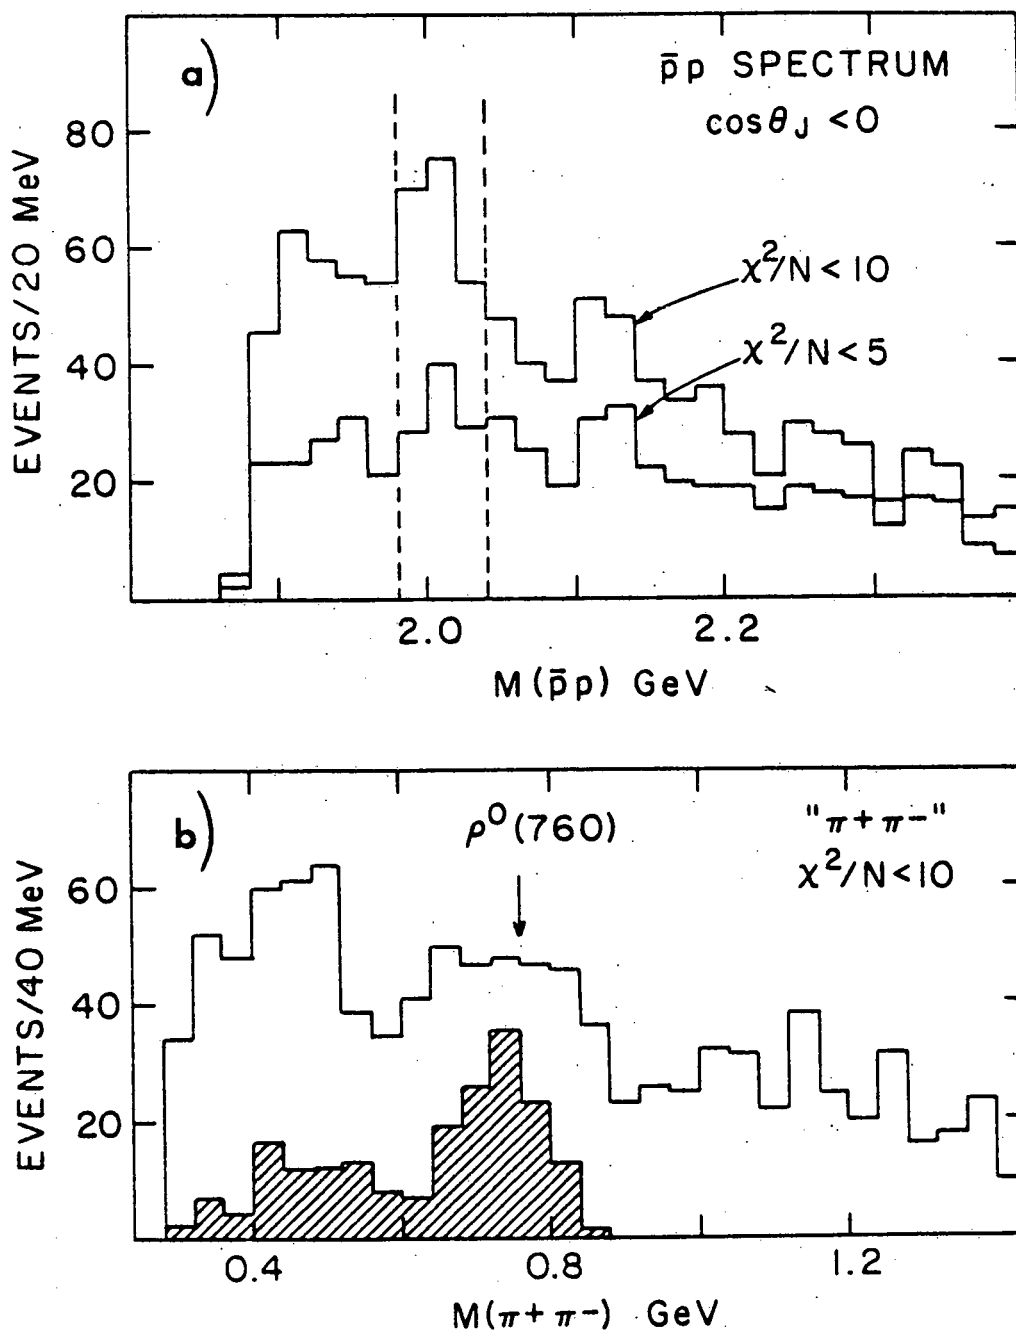 a)
p̄p SPECTRUM
cosθJ <0
EVENTS/20 MeV
80
60
40
20
χ²/N < 10
χ²/N < 5
2.0
2.2
M (p̄p) GeV
b)
ρ⁰(760)
"π+π-"
χ²/N<10
EVENTS/40 MeV
60
40
20
0.4
0.8
1.2
M(π+π-) GeV